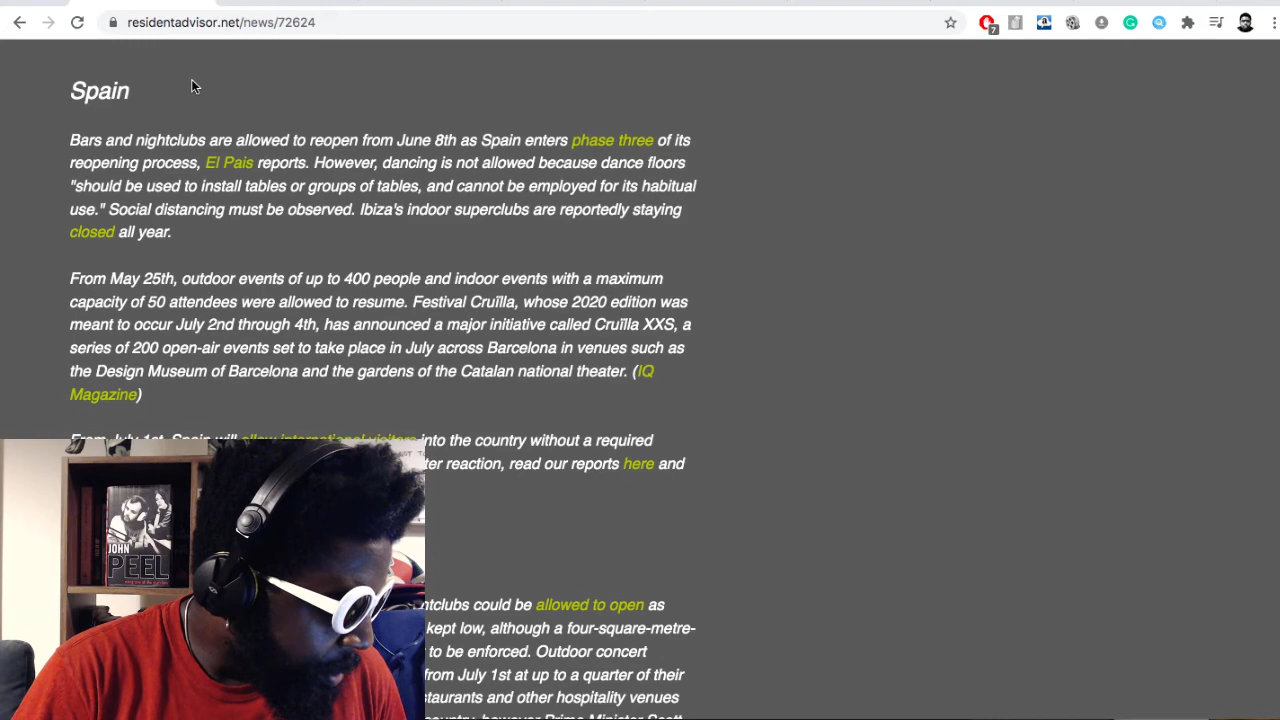 residentadvisor.net/news/72624
7
Spain
Bars and nightclubs are allowed to reopen from June 8th as Spain enters phase three of its
reopening process, El Pais reports. However, dancing is not allowed because dance floors
"should be used to install tables or groups of tables, and cannot be employed for its habitual
use." Social distancing must be observed. Ibiza's indoor superclubs are reportedly staying
closed all year.
From May 25th, outdoor events of up to 400 people and indoor events with a maximum
capacity of 50 attendees were allowed to resume. Festival Cruïlla, whose 2020 edition was
meant to occur July 2nd through 4th, has announced a major initiative called Cruïlla XXS, a
series of 200 open-air events set to take place in July across Barcelona in venues such as
the Design Museum of Barcelona and the gardens of the Catalan national theater. (IQ
Magazine)
From July 1st, Spain will allow international visitors into the country without a required
reaction, read our reports here and
could be allowed to open as
kept low, although a four-square-metre-
to be enforced. Outdoor concert
from July 1st at up to a quarter of their
and other hospitality venues
however Prime Minister Scott
JOHN
PEEL